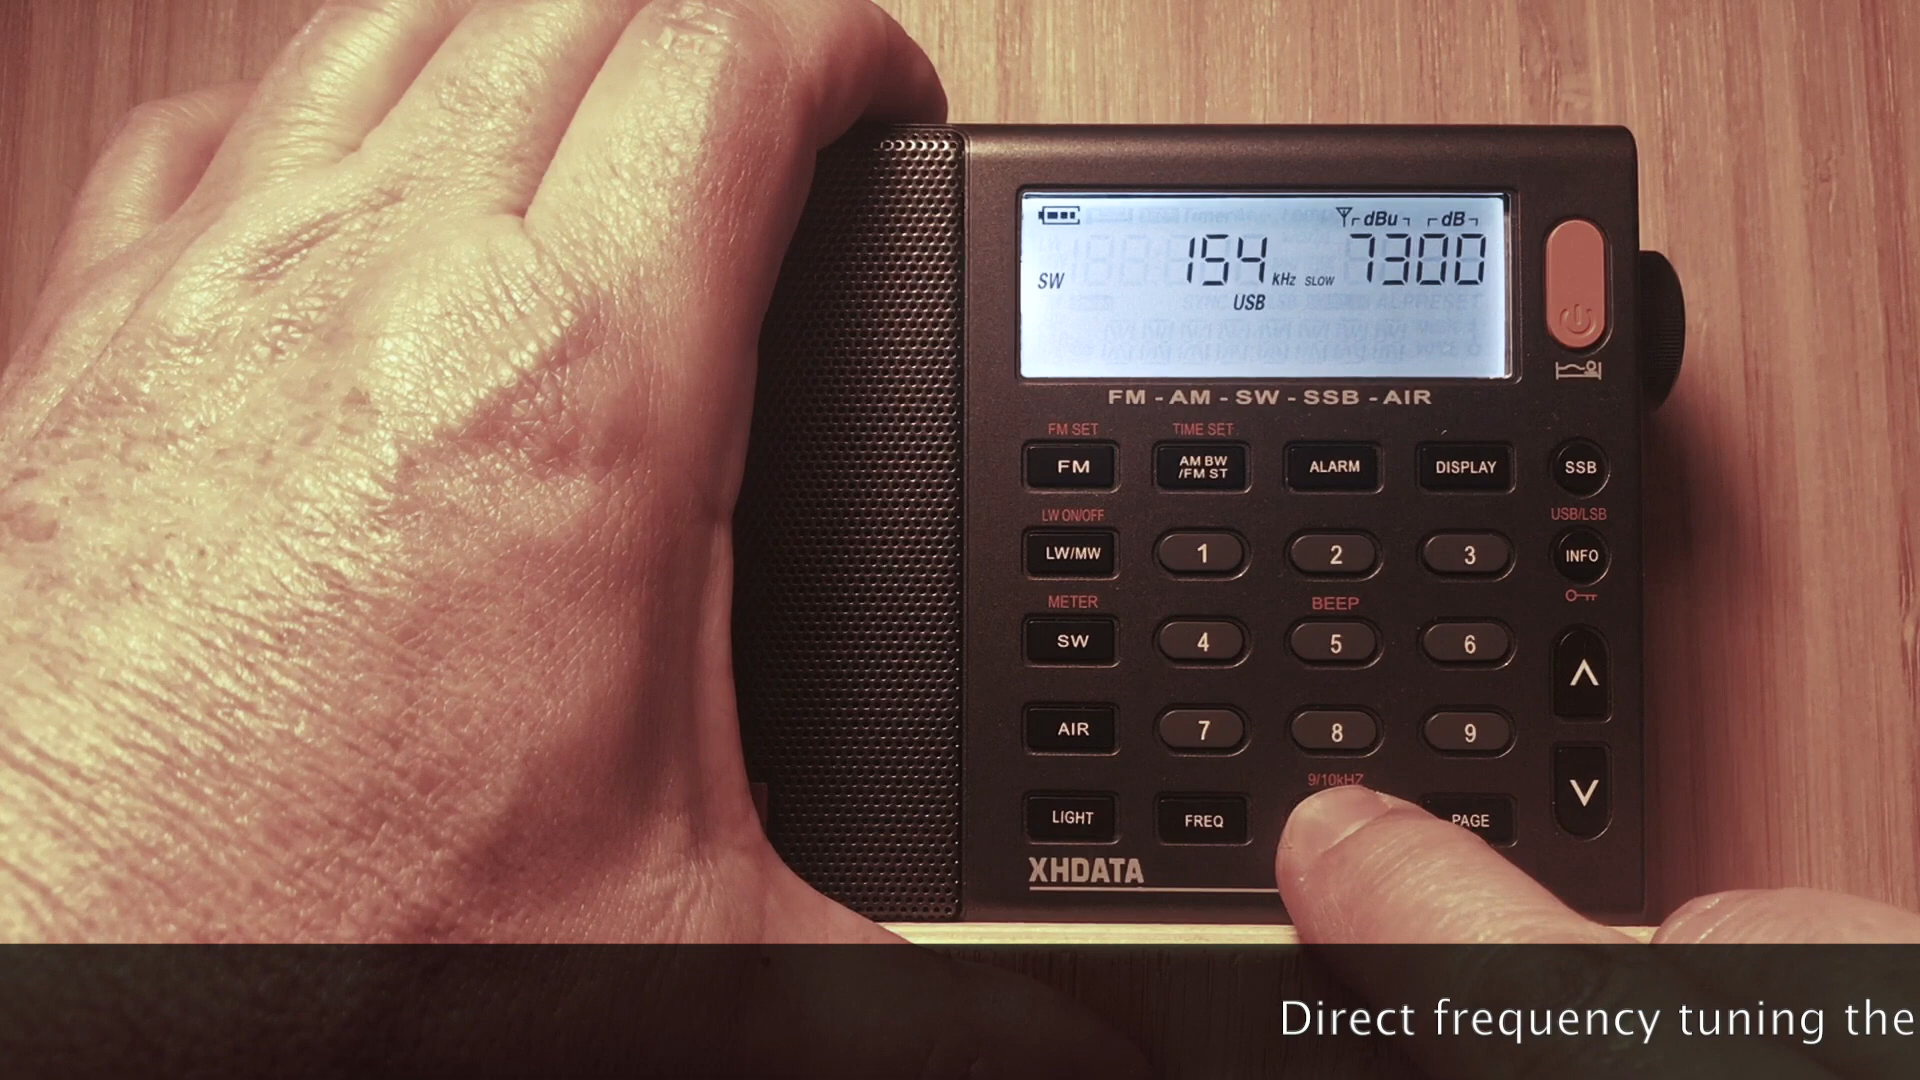 dBu dB
154 kHz SLOW 7300
SW
USB
FM - AM - SW - SSB - AIR
FM SET TIME SET
FM AM BW /FM ST ALARM DISPLAY SSB
LW ON/OFF USB/LSB
LW/MW 1 2 3 INFO
METER BEEP
SW 4 5 6
AIR 7 8 9
9/10kHZ
LIGHT FREQ PAGE
XHDATA
Direct frequency tuning the